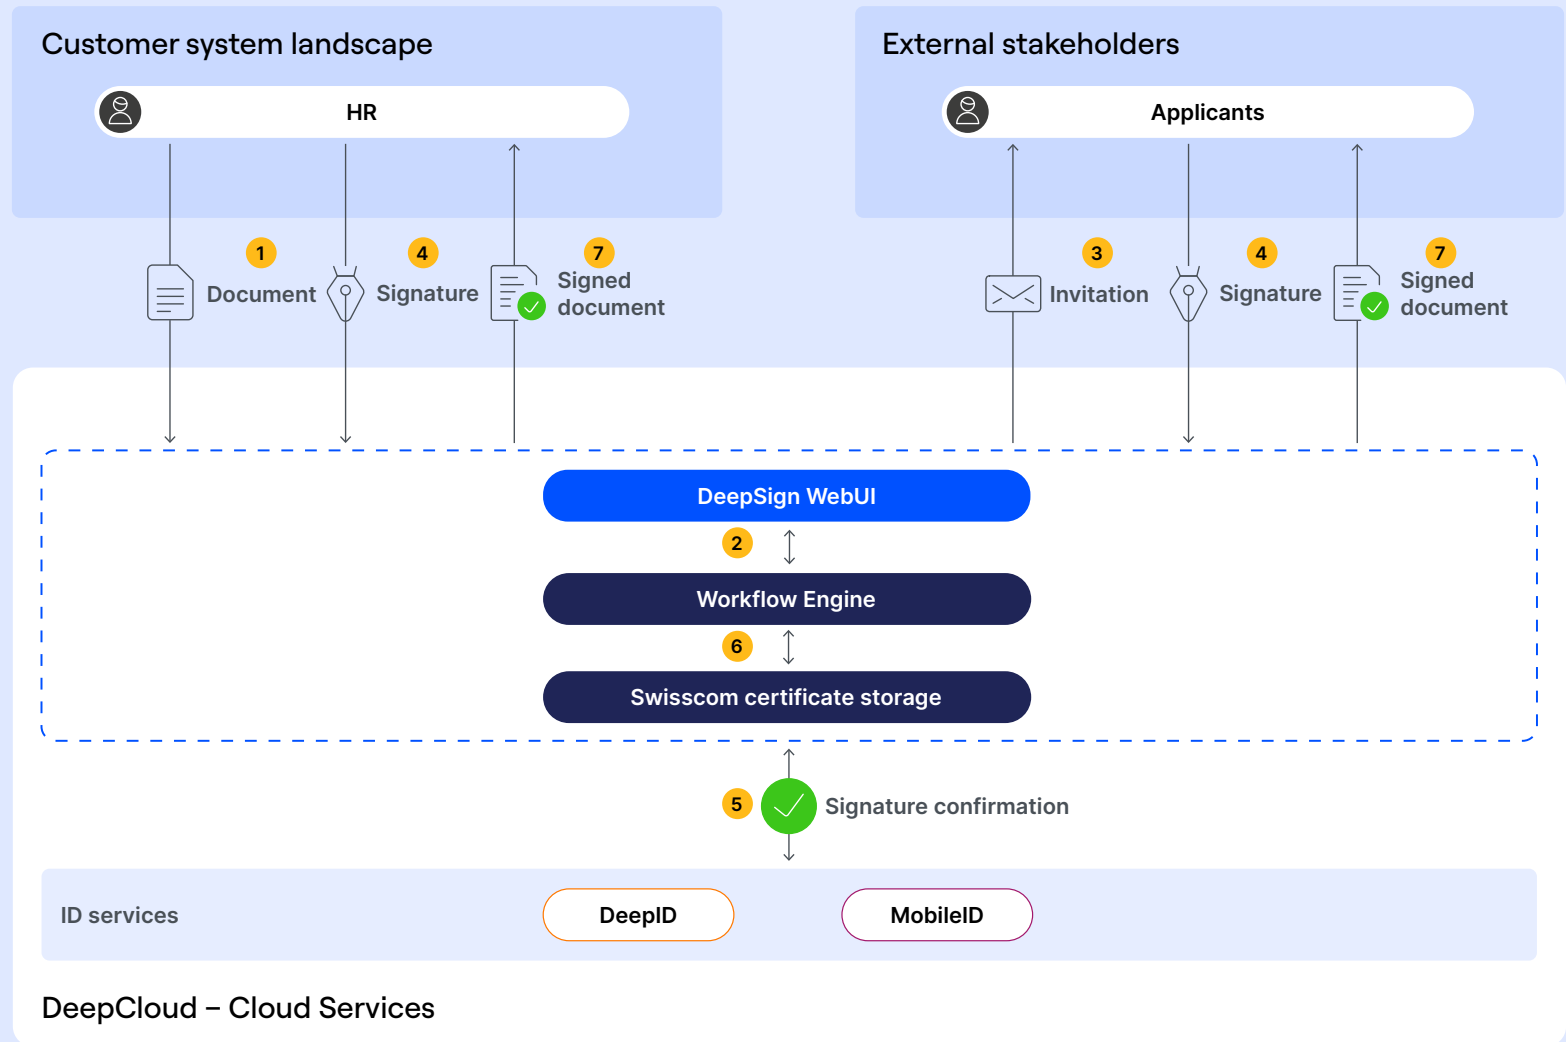 Customer system landscape
External stakeholders
HR
Applicants
1
Document
4
Signature
7
Signed
document
3
Invitation
4
Signature
7
Signed
document
DeepSign WebUI
2
Workflow Engine
6
Swisscom certificate storage
5
Signature confirmation
ID services
DeepID
MobileID
DeepCloud – Cloud Services